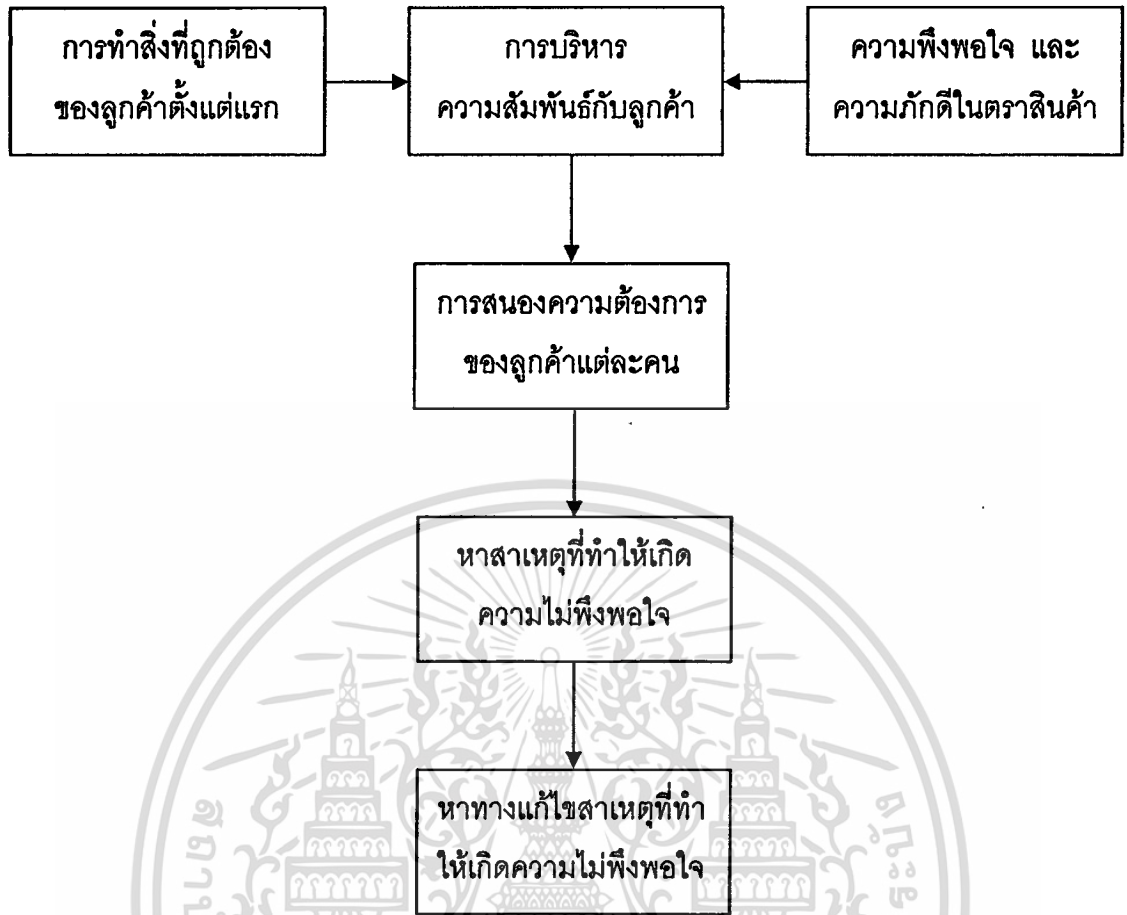 การทำสิ่งที่ถูกต้อง
ของลูกค้าตั้งแต่แรก
การบริหาร
ความสัมพันธ์กับลูกค้า
ความพึงพอใจ และ
ความภักดีในตราสินค้า
การสนองความต้องการ
ของลูกค้าแต่ละคน
หาสาเหตุที่ทำให้เกิด
ความไม่พึงพอใจ
หาทางแก้ไขสาเหตุที่ทำ
ให้เกิดความไม่พึงพอใจ